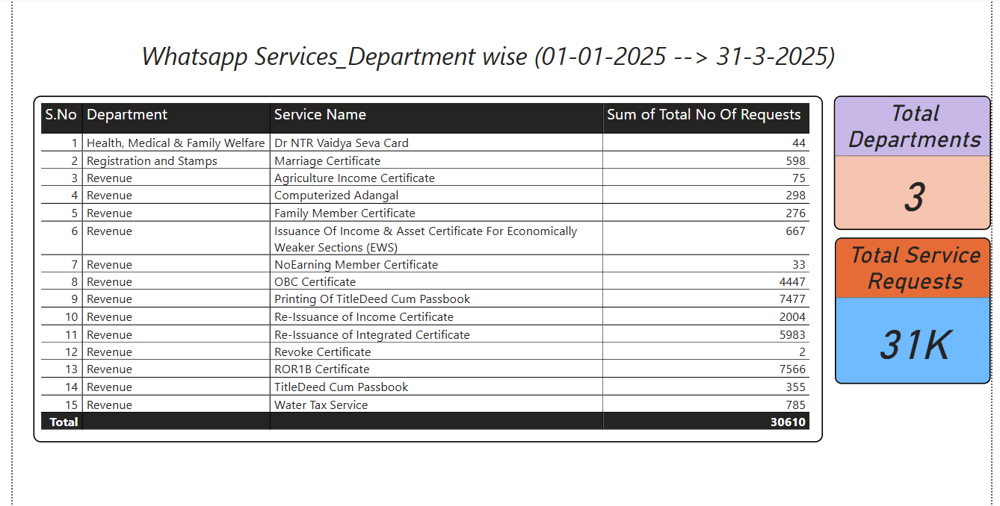 Whatsapp Services_Department wise (01-01-2025 --> 31-3-2025)
S.No Department Service Name Sum of Total No Of Requests
1 Health, Medical & Family Welfare Dr NTR Vaidya Seva Card 44
2 Registration and Stamps Marriage Certificate 598
3 Revenue Agriculture Income Certificate 75
4 Revenue Computerized Adangal 298
5 Revenue Family Member Certificate 276
6 Revenue Issuance Of Income & Asset Certificate For Economically 667
Weaker Sections (EWS)
7 Revenue NoEarning Member Certificate 33
8 Revenue OBC Certificate 4447
9 Revenue Printing Of TitleDeed Cum Passbook 7477
10 Revenue Re-Issuance of Income Certificate 2004
11 Revenue Re-Issuance of Integrated Certificate 5983
12 Revenue Revoke Certificate 2
13 Revenue ROR1B Certificate 7566
14 Revenue TitleDeed Cum Passbook 355
15 Revenue Water Tax Service 785
Total 30610
Total
Departments
3
Total Service
Requests
31K